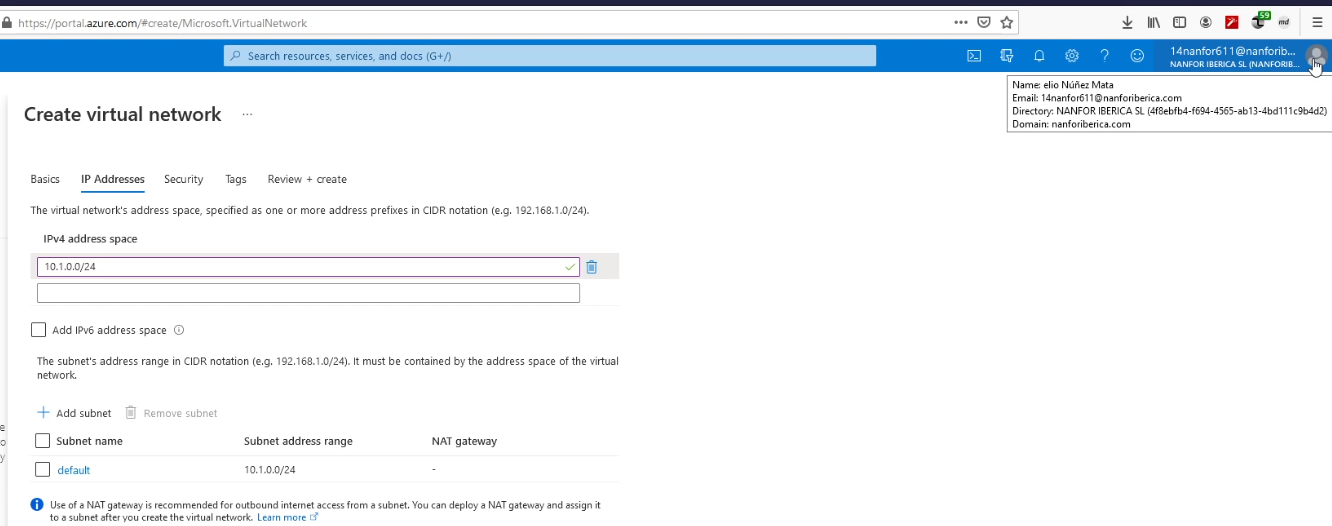 https://portal.azure.com/#create/Microsoft.VirtualNetwork
59
md
Search resources, services, and docs (G+/)
14nanfor611@nanforib...
NANFOR IBERICA SL (NANFORIB...
Name: elio Núñez Mata
Email: 14nanfor611@nanforiberica.com
Directory: NANFOR IBERICA SL (4f8ebfb4-f694-4565-ab13-4bd111c9b4d2)
Domain: nanforiberica.com
Create virtual network ...
Basics IP Addresses Security Tags Review + create
The virtual network's address space, specified as one or more address prefixes in CIDR notation (e.g. 192.168.1.0/24).
IPv4 address space
10.1.0.0/24
Add IPv6 address space
The subnet's address range in CIDR notation (e.g. 192.168.1.0/24). It must be contained by the address space of the virtual
network.
Add subnet Remove subnet
Subnet name Subnet address range NAT gateway
default 10.1.0.0/24 -
Use of a NAT gateway is recommended for outbound internet access from a subnet. You can deploy a NAT gateway and assign it
to a subnet after you create the virtual network. Learn more